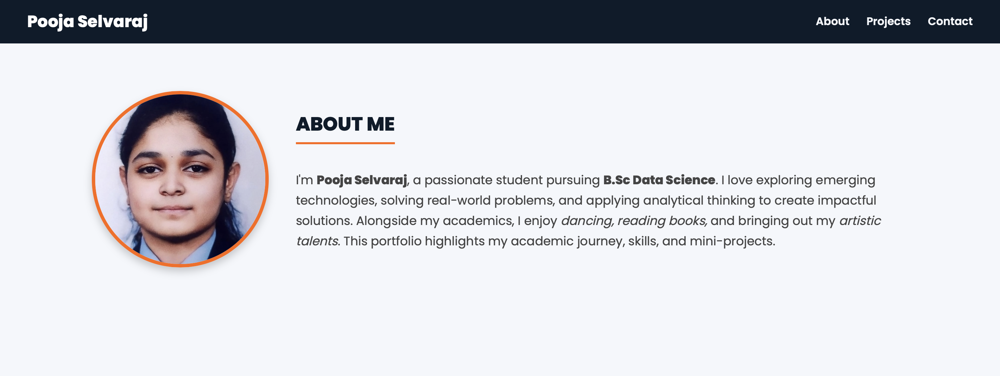 Pooja Selvaraj
About Projects Contact
ABOUT ME
I'm Pooja Selvaraj, a passionate student pursuing B.Sc Data Science. I love exploring emerging
technologies, solving real-world problems, and applying analytical thinking to create impactful
solutions. Alongside my academics, I enjoy dancing, reading books, and bringing out my artistic
talents. This portfolio highlights my academic journey, skills, and mini-projects.